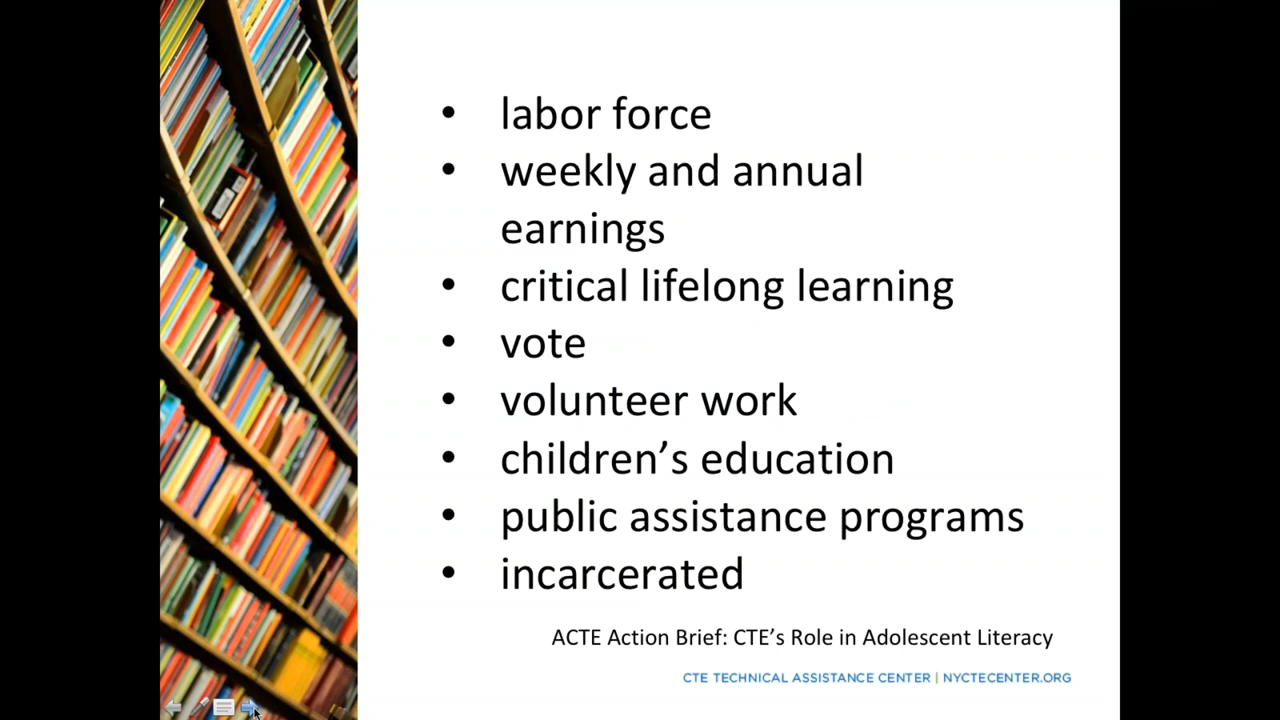 • labor force
• weekly and annual
earnings
• critical lifelong learning
• vote
• volunteer work
• children’s education
• public assistance programs
• incarcerated
ACTE Action Brief: CTE’s Role in Adolescent Literacy
CTE TECHNICAL ASSISTANCE CENTER | NYCTECENTER.ORG